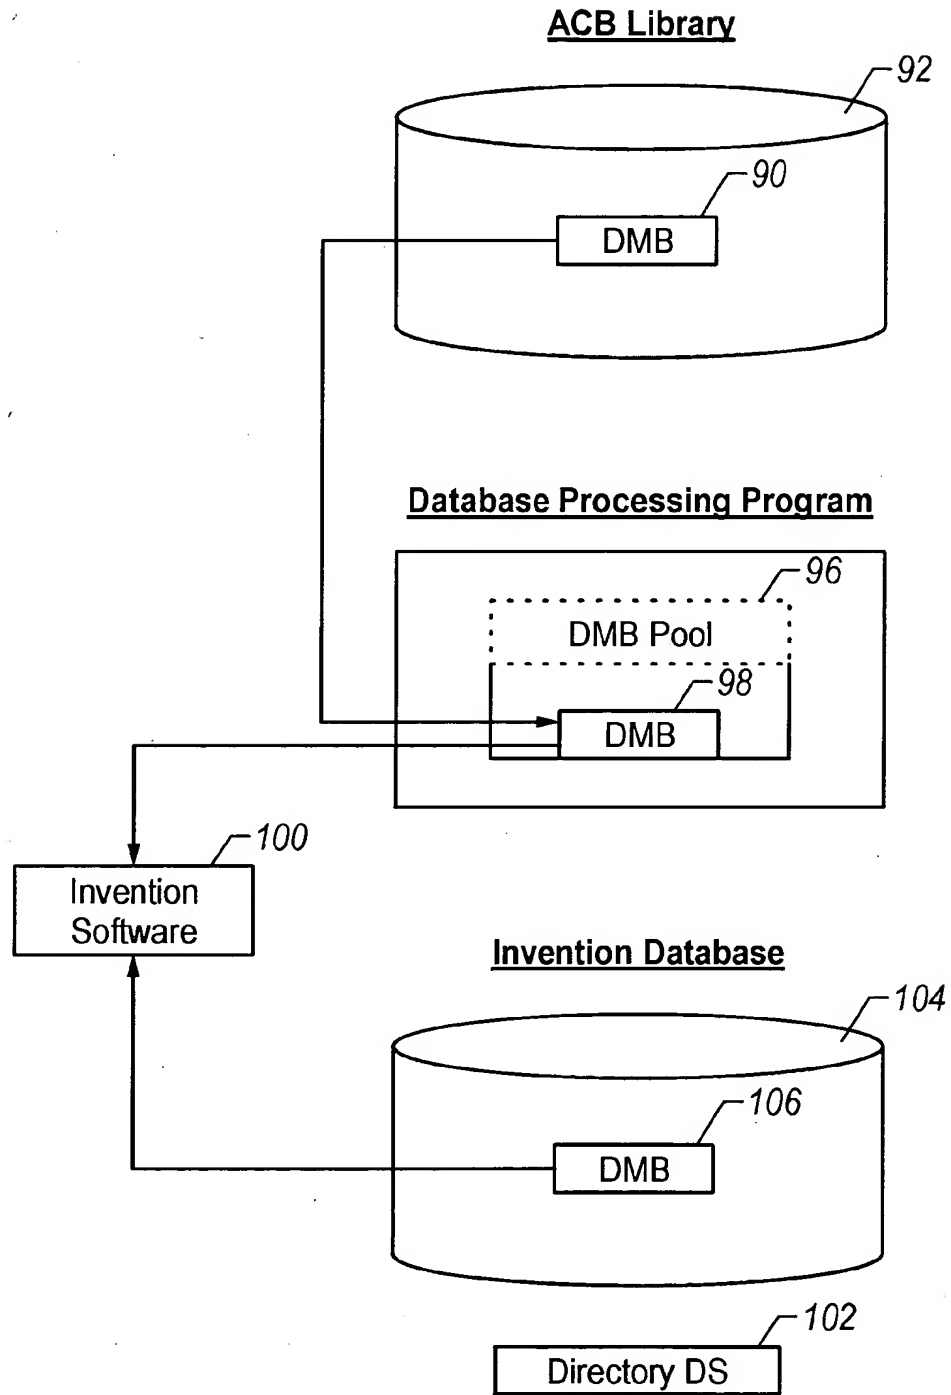 ACB Library
92
90
DMB
Database Processing Program
96
DMB Pool
98
DMB
100
Invention
Software
Invention Database
104
106
DMB
102
Directory DS